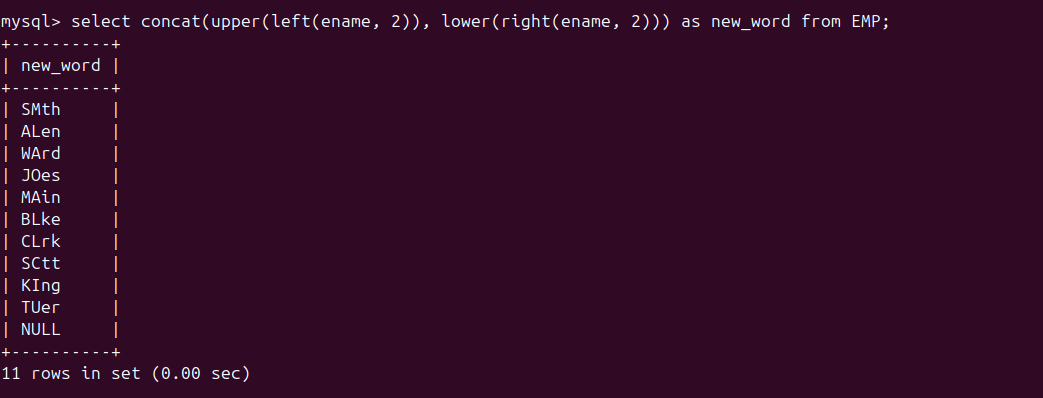 mysql> select concat(upper(left(ename, 2)), lower(right(ename, 2))) as new_word from EMP;
+----------+
| new_word |
+----------+
| SMth     |
| ALen     |
| WArd     |
| JOes     |
| MAin     |
| BLke     |
| CLrk     |
| SCtt     |
| KIng     |
| TUer     |
| NULL     |
+----------+
11 rows in set (0.00 sec)